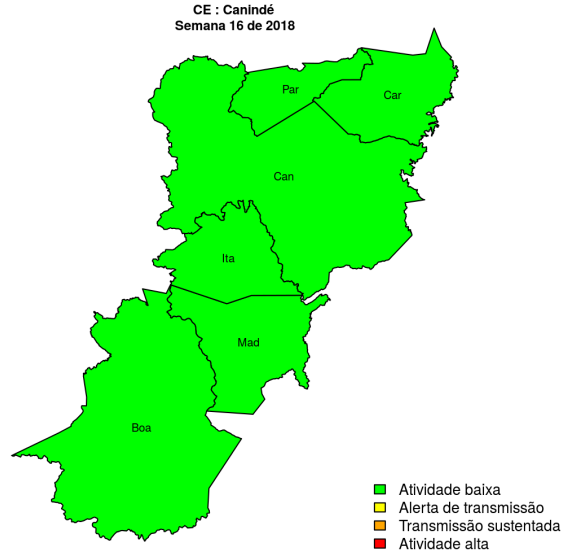 CE : Canindé
Semana 16 de 2018
Par
Car
Can
Ita
Mad
Boa
Atividade baixa
Alerta de transmissão
Transmissão sustentada
Atividade alta